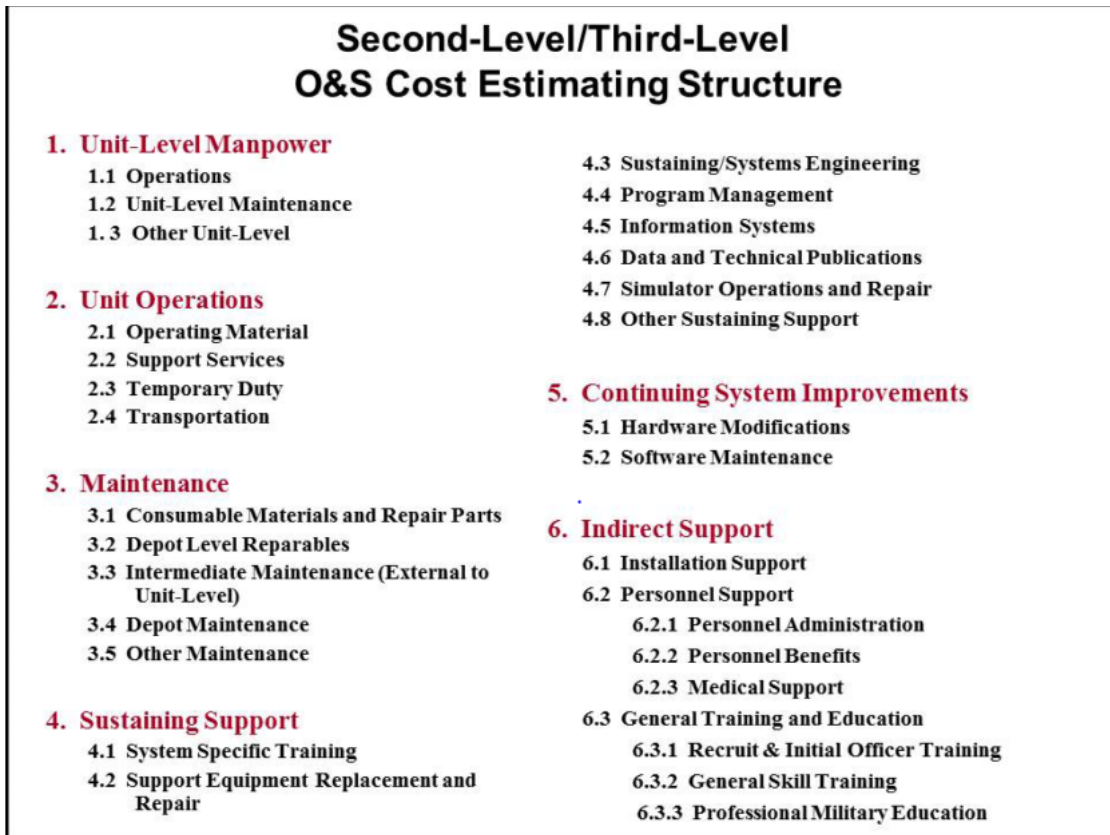 Second-Level/Third-Level
O&S Cost Estimating Structure
1. Unit-Level Manpower
1.1 Operations
1.2 Unit-Level Maintenance
1. 3 Other Unit-Level
2. Unit Operations
2.1 Operating Material
2.2 Support Services
2.3 Temporary Duty
2.4 Transportation
3. Maintenance
3.1 Consumable Materials and Repair Parts
3.2 Depot Level Reparables
3.3 Intermediate Maintenance (External to
Unit-Level)
3.4 Depot Maintenance
3.5 Other Maintenance
4. Sustaining Support
4.1 System Specific Training
4.2 Support Equipment Replacement and
Repair
4.3 Sustaining/Systems Engineering
4.4 Program Management
4.5 Information Systems
4.6 Data and Technical Publications
4.7 Simulator Operations and Repair
4.8 Other Sustaining Support
5. Continuing System Improvements
5.1 Hardware Modifications
5.2 Software Maintenance
6. Indirect Support
6.1 Installation Support
6.2 Personnel Support
6.2.1 Personnel Administration
6.2.2 Personnel Benefits
6.2.3 Medical Support
6.3 General Training and Education
6.3.1 Recruit & Initial Officer Training
6.3.2 General Skill Training
6.3.3 Professional Military Education